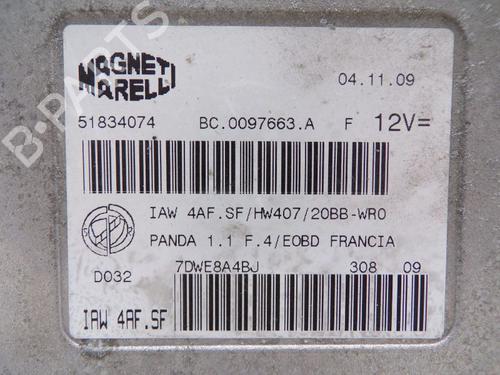 MAGNETI
MARELLI
04.11.09
51834074 BC.0097663.A F 12V=
IAW 4AF.SF/HW407/20BB-WR0
PANDA 1.1 F.4/EOBD FRANCIA
D032 7DWE8A4BJ 308 09
IAW 4AF.SF
B-PARTS